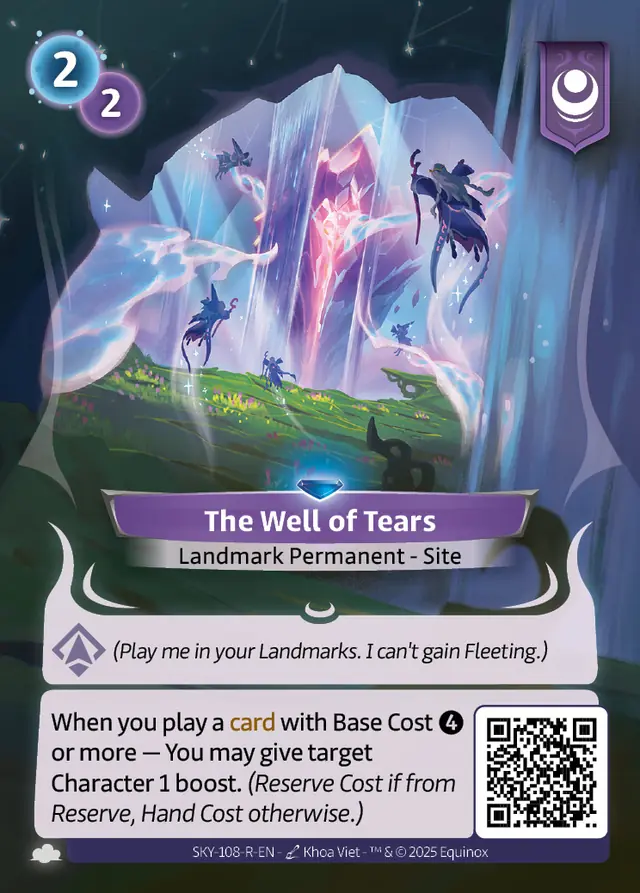 2
2
The Well of Tears
Landmark Permanent - Site
(Play me in your Landmarks. I can't gain Fleeting.)
When you play a card with Base Cost 4
or more — You may give target
Character 1 boost. (Reserve Cost if from
Reserve, Hand Cost otherwise.)
SKY-108-R-EN - Khoa Viet - ™ & © 2025 Equinox